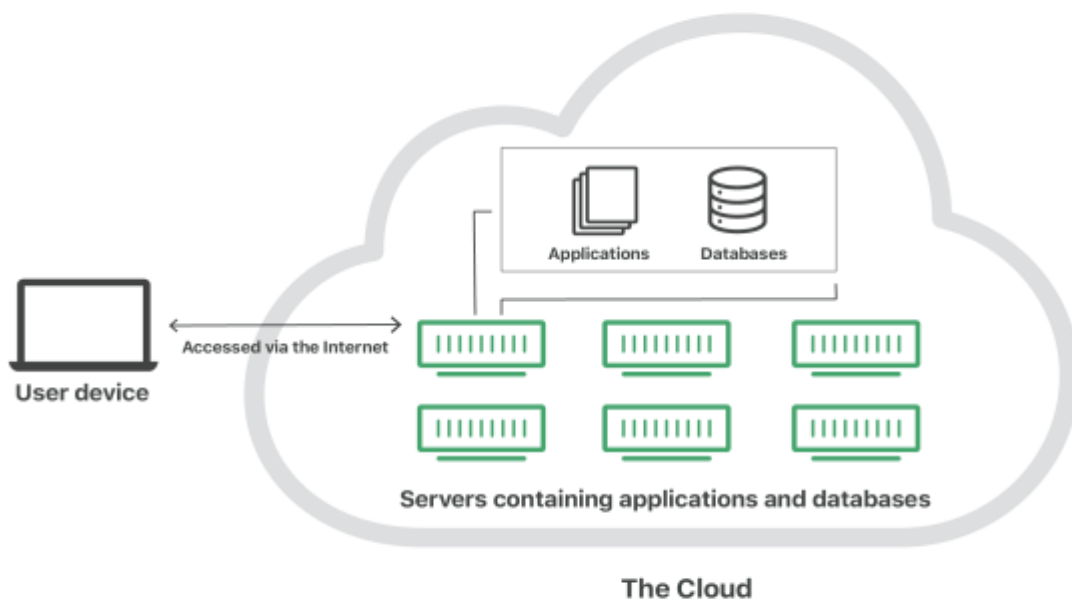 Applications
Databases
Accessed via the Internet
User device
Servers containing applications and databases
The Cloud